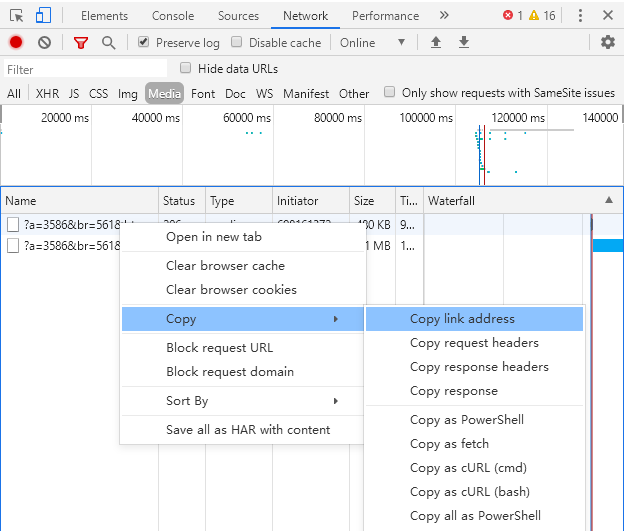 Elements Console Sources Network Performance » 1 16
Preserve log Disable cache Online
Filter Hide data URLs
All XHR JS CSS Img Media Font Doc WS Manifest Other Only show requests with SameSite issues
20000 ms 40000 ms 60000 ms 80000 ms 100000 ms 120000 ms 140000
Name Status Type Initiator Size Ti... Waterfall
?a=3586&br=561& KB 9...
?a=3586&br=561& 1 MB 1...
Open in new tab
Clear browser cache
Clear browser cookies
Copy
Block request URL
Block request domain
Sort By
Save all as HAR with content
Copy link address
Copy request headers
Copy response headers
Copy response
Copy as PowerShell
Copy as fetch
Copy as cURL (cmd)
Copy as cURL (bash)
Copy all as PowerShell